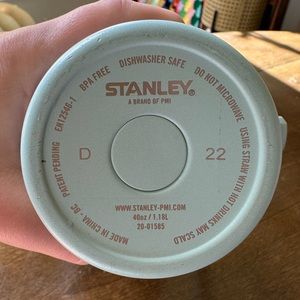 BPA FREE DISHWASHER SAFE DO NOT MICROWAVE
USING STRAW WITH HOT DRINKS MAY SCALD
EN12546-1
PATENT PENDING
MADE IN CHINA, QC
STANLEY.
A BRAND OF PMI
D 22
WWW.STANLEY-PMI.COM
40oz / 1.18L
20-01585